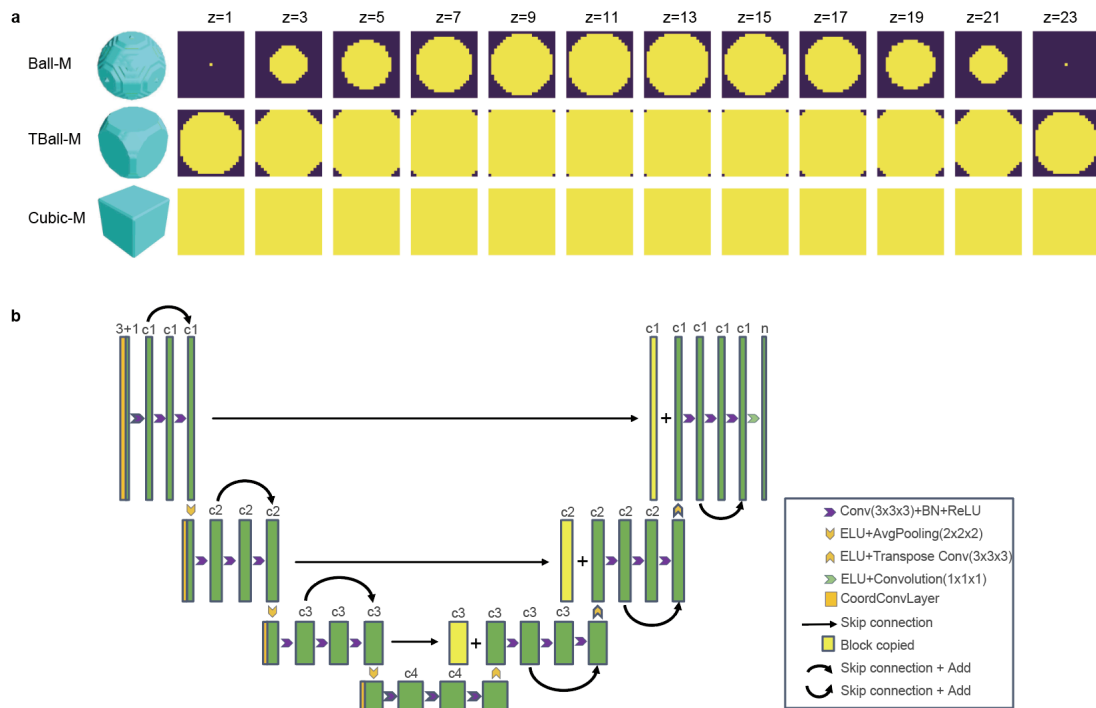 a
z=1 z=3 z=5 z=7 z=9 z=11 z=13 z=15 z=17 z=19 z=21 z=23
Ball-M
TBall-M
Cubic-M
b
3+1 c1 c1 c1
c1 c1 c1 c1 c1 n
+
c2 c2 c2
c2 c2 c2 c2 c2
+
c3 c3 c3
c3 c3 c3 c3
+
c4 c4
Conv(3x3x3)+BN+ReLU
ELU+AvgPooling(2x2x2)
ELU+Transpose Conv(3x3x3)
ELU+Convolution(1x1x1)
CoordConvLayer
Skip connection
Block copied
Skip connection + Add
Skip connection + Add